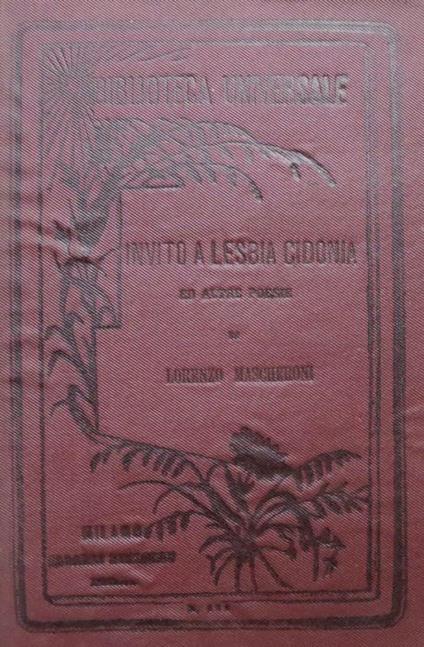 BIBLIOTECA UNIVERSALE
INVITO A LESBIA CIDONIA
ED ALTRE POESIE
DI
LORENZO MASCHERONI
MILANO
N.